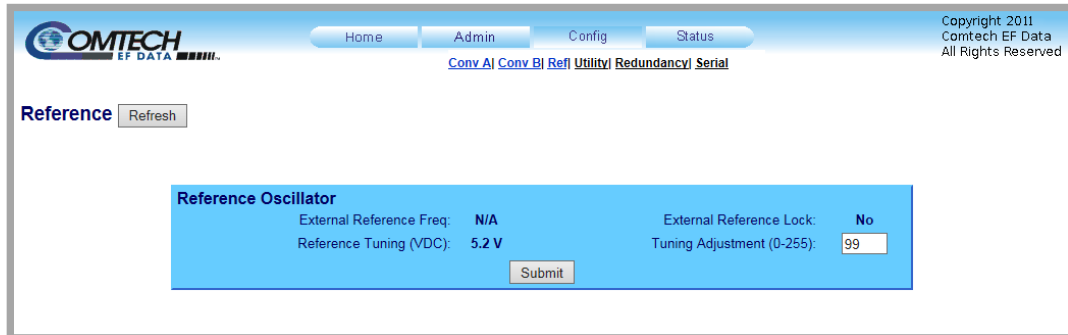 COMTECH
EF DATA
Home Admin Config Status
Conv A| Conv B| Ref| Utility| Redundancy| Serial
Copyright 2011
Comtech EF Data
All Rights Reserved
Reference Refresh
Reference Oscillator
External Reference Freq: N/A External Reference Lock: No
Reference Tuning (VDC): 5.2 V Tuning Adjustment (0-255): 99
Submit